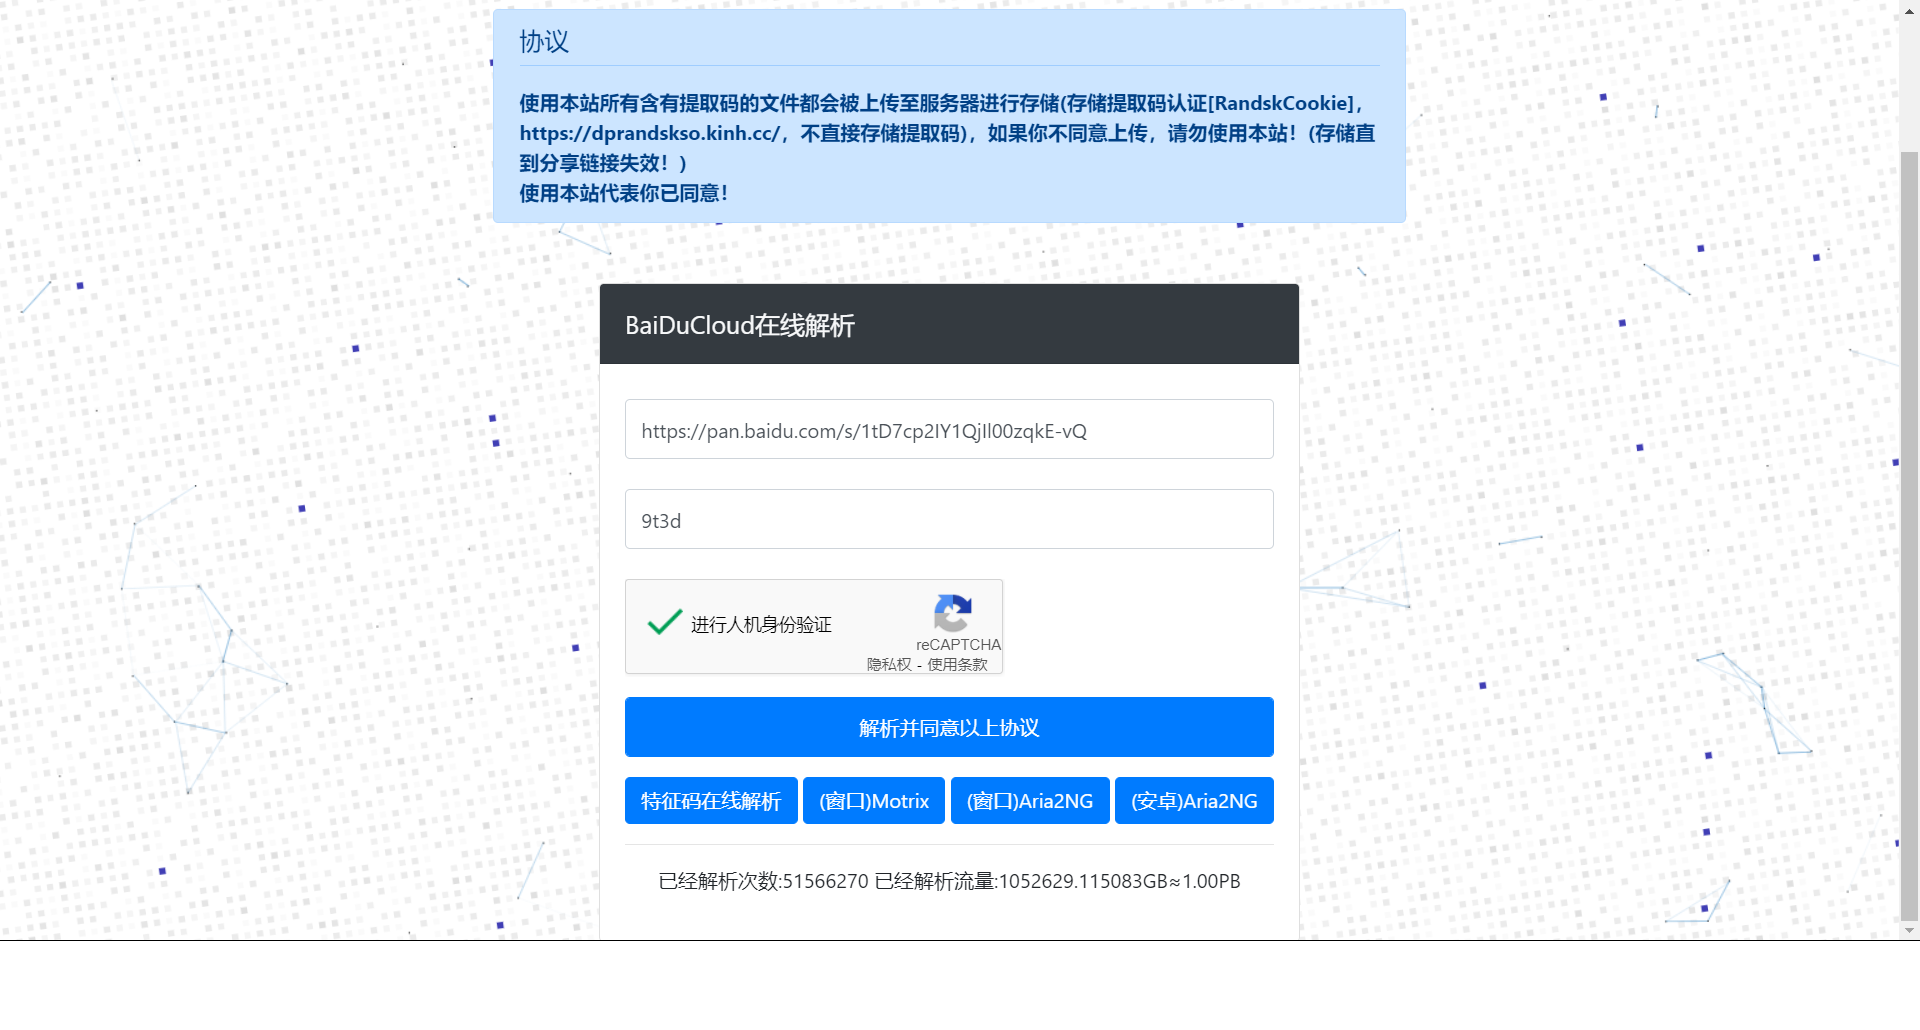 协议
使用本站所有含有提取码的文件都会被上传至服务器进行存储(存储提取码认证[RandskCookie]，
https://dprandskso.kinh.cc/，不直接存储提取码)，如果你不同意上传，请勿使用本站！(存储直
到分享链接失效！)
使用本站代表你已同意！
BaiDuCloud在线解析
https://pan.baidu.com/s/1tD7cp2IY1QjIl00zqkE-vQ
9t3d
进行人机身份验证
reCAPTCHA
隐私权 - 使用条款
解析并同意以上协议
特征码在线解析 (窗口)Motrix (窗口)Aria2NG (安卓)Aria2NG
已经解析次数:51566270 已经解析流量:1052629.115083GB≈1.00PB